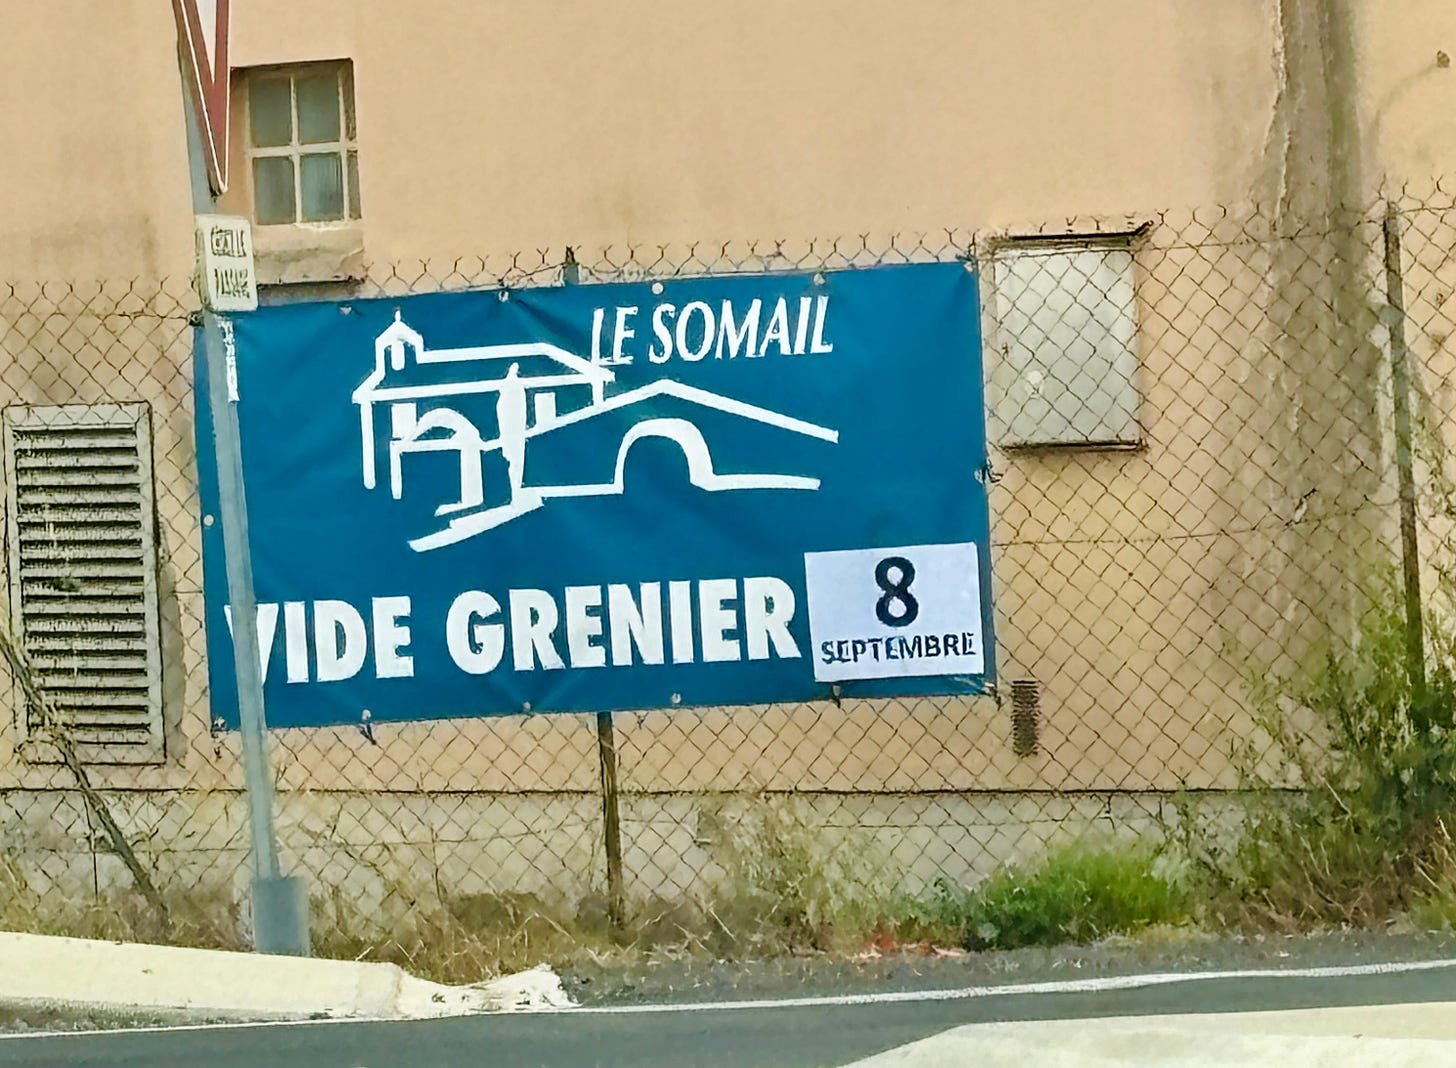 LE SOMAIL
VIDE GRENIER
8
SEPTEMBRE